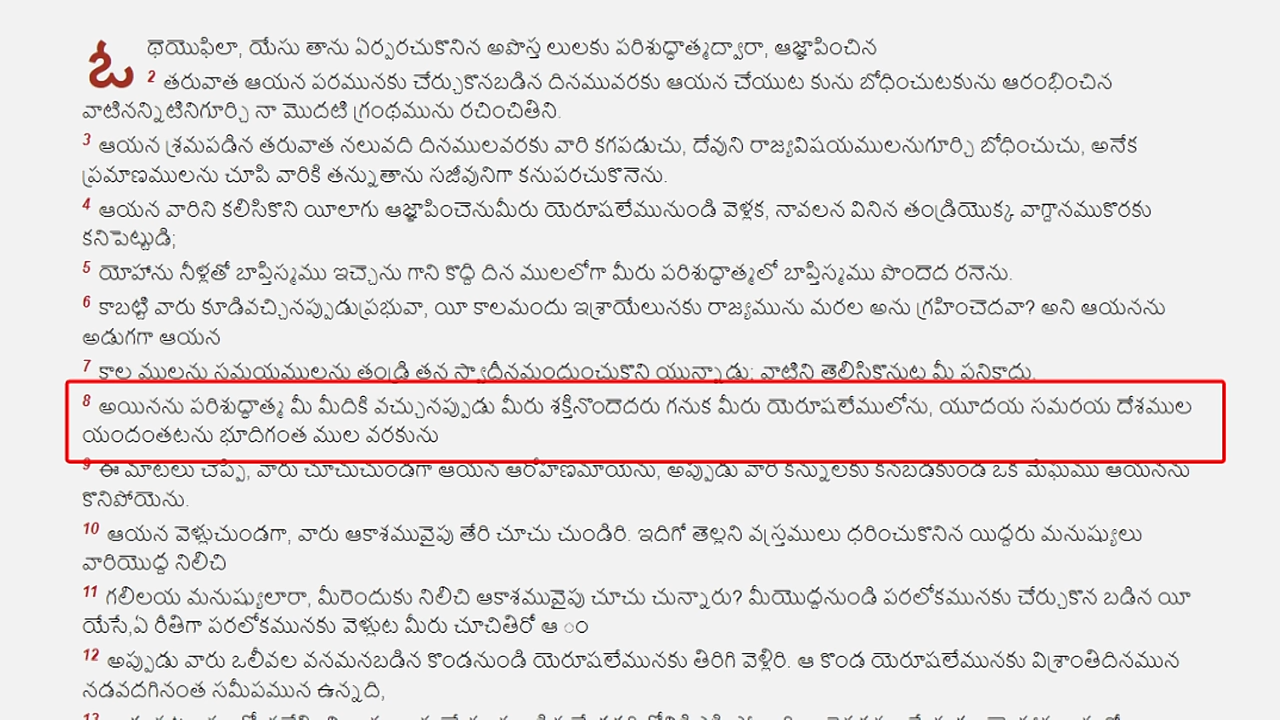 ఓ థెయొఫిలా, యేసు తాను ఏర్పరచుకొనిన అపొస్త లులకు పరిశుద్ధాత్మద్వారా, ఆజ్ఞాపించిన
2 తరువాత ఆయన పరమునకు చేర్చుకొనబడిన దినమువరకు ఆయన చేయుట కును బోధించుటకును ఆరంభించిన
వాటినన్నిటినిగూర్చి నా మొదటి గ్రంథమును రచించితిని.
3 ఆయన శ్రమపడిన తరువాత నలువది దినములవరకు వారి కగపడుచు, దేవుని రాజ్యవిషయములనుగూర్చి బోధించుచు, అనేక
ప్రమాణములను చూపి వారికి తన్నుతాను సజీవునిగా కనుపరచుకొనెను.
4 ఆయన వారిని కలిసికొని యీలాగు ఆజ్ఞాపించెనుమీరు యెరూషలేమునుండి వెళ్లక, నావలన వినిన తండ్రియొక్క వాగ్దానముకొరకు
కనిపెట్టుడి;
5 యోహాను నీళ్లతో బాప్తిస్మము ఇచ్చెను గాని కొద్ది దిన ములలోగా మీరు పరిశుద్ధాత్మలో బాప్తిస్మము పొందెద రనెను.
6 కాబట్టి వారు కూడివచ్చినప్పుడుప్రభువా, యీ కాలమందు ఇశ్రాయేలునకు రాజ్యమును మరల అను గ్రహించెదవా? అని ఆయనను
అడుగగా ఆయన
7 కాల ములను సమయములను తండ్రి తన స్వాధీనమందుంచుకొని యున్నాడు; వాటిని తెలిసికొనుట మీ పనికాదు.
8 అయినను పరిశుద్ధాత్మ మీ మీదికి వచ్చునప్పుడు మీరు శక్తినొందెదరు గనుక మీరు యెరూషలేములోను, యూదయ సమరయ దేశముల
యందంతటను భూదిగంత ముల వరకును
9 ఈ మాటలు చెప్పి, వారు చూచుచుండగా ఆయన ఆరోహణమాయెను, అప్పుడు వారి కన్నులకు కనబడకుండ ఒక మేఘము ఆయనను
కొనిపోయెను.
10 ఆయన వెళ్లుచుండగా, వారు ఆకాశమువైపు తేరి చూచు చుండిరి. ఇదిగో తెల్లని వస్త్రములు ధరించుకొనిన యిద్దరు మనుష్యులు
వారియొద్ద నిలిచి
11 గలిలయ మనుష్యులారా, మీరెందుకు నిలిచి ఆకాశమువైపు చూచు చున్నారు? మీయొద్దనుండి పరలోకమునకు చేర్చుకొన బడిన యీ
యేసే,ఏ రీతిగా పరలోకమునకు వెళ్లుట మీరు చూచితిరో ఆ ం
12 అప్పుడు వారు ఒలీవల వనమనబడిన కొండనుండి యెరూషలేమునకు తిరిగి వెళ్లిరి. ఆ కొండ యెరూషలేమునకు విశ్రాంతిదినమున
నడవదగినంత సమీపమున ఉన్నది,
13